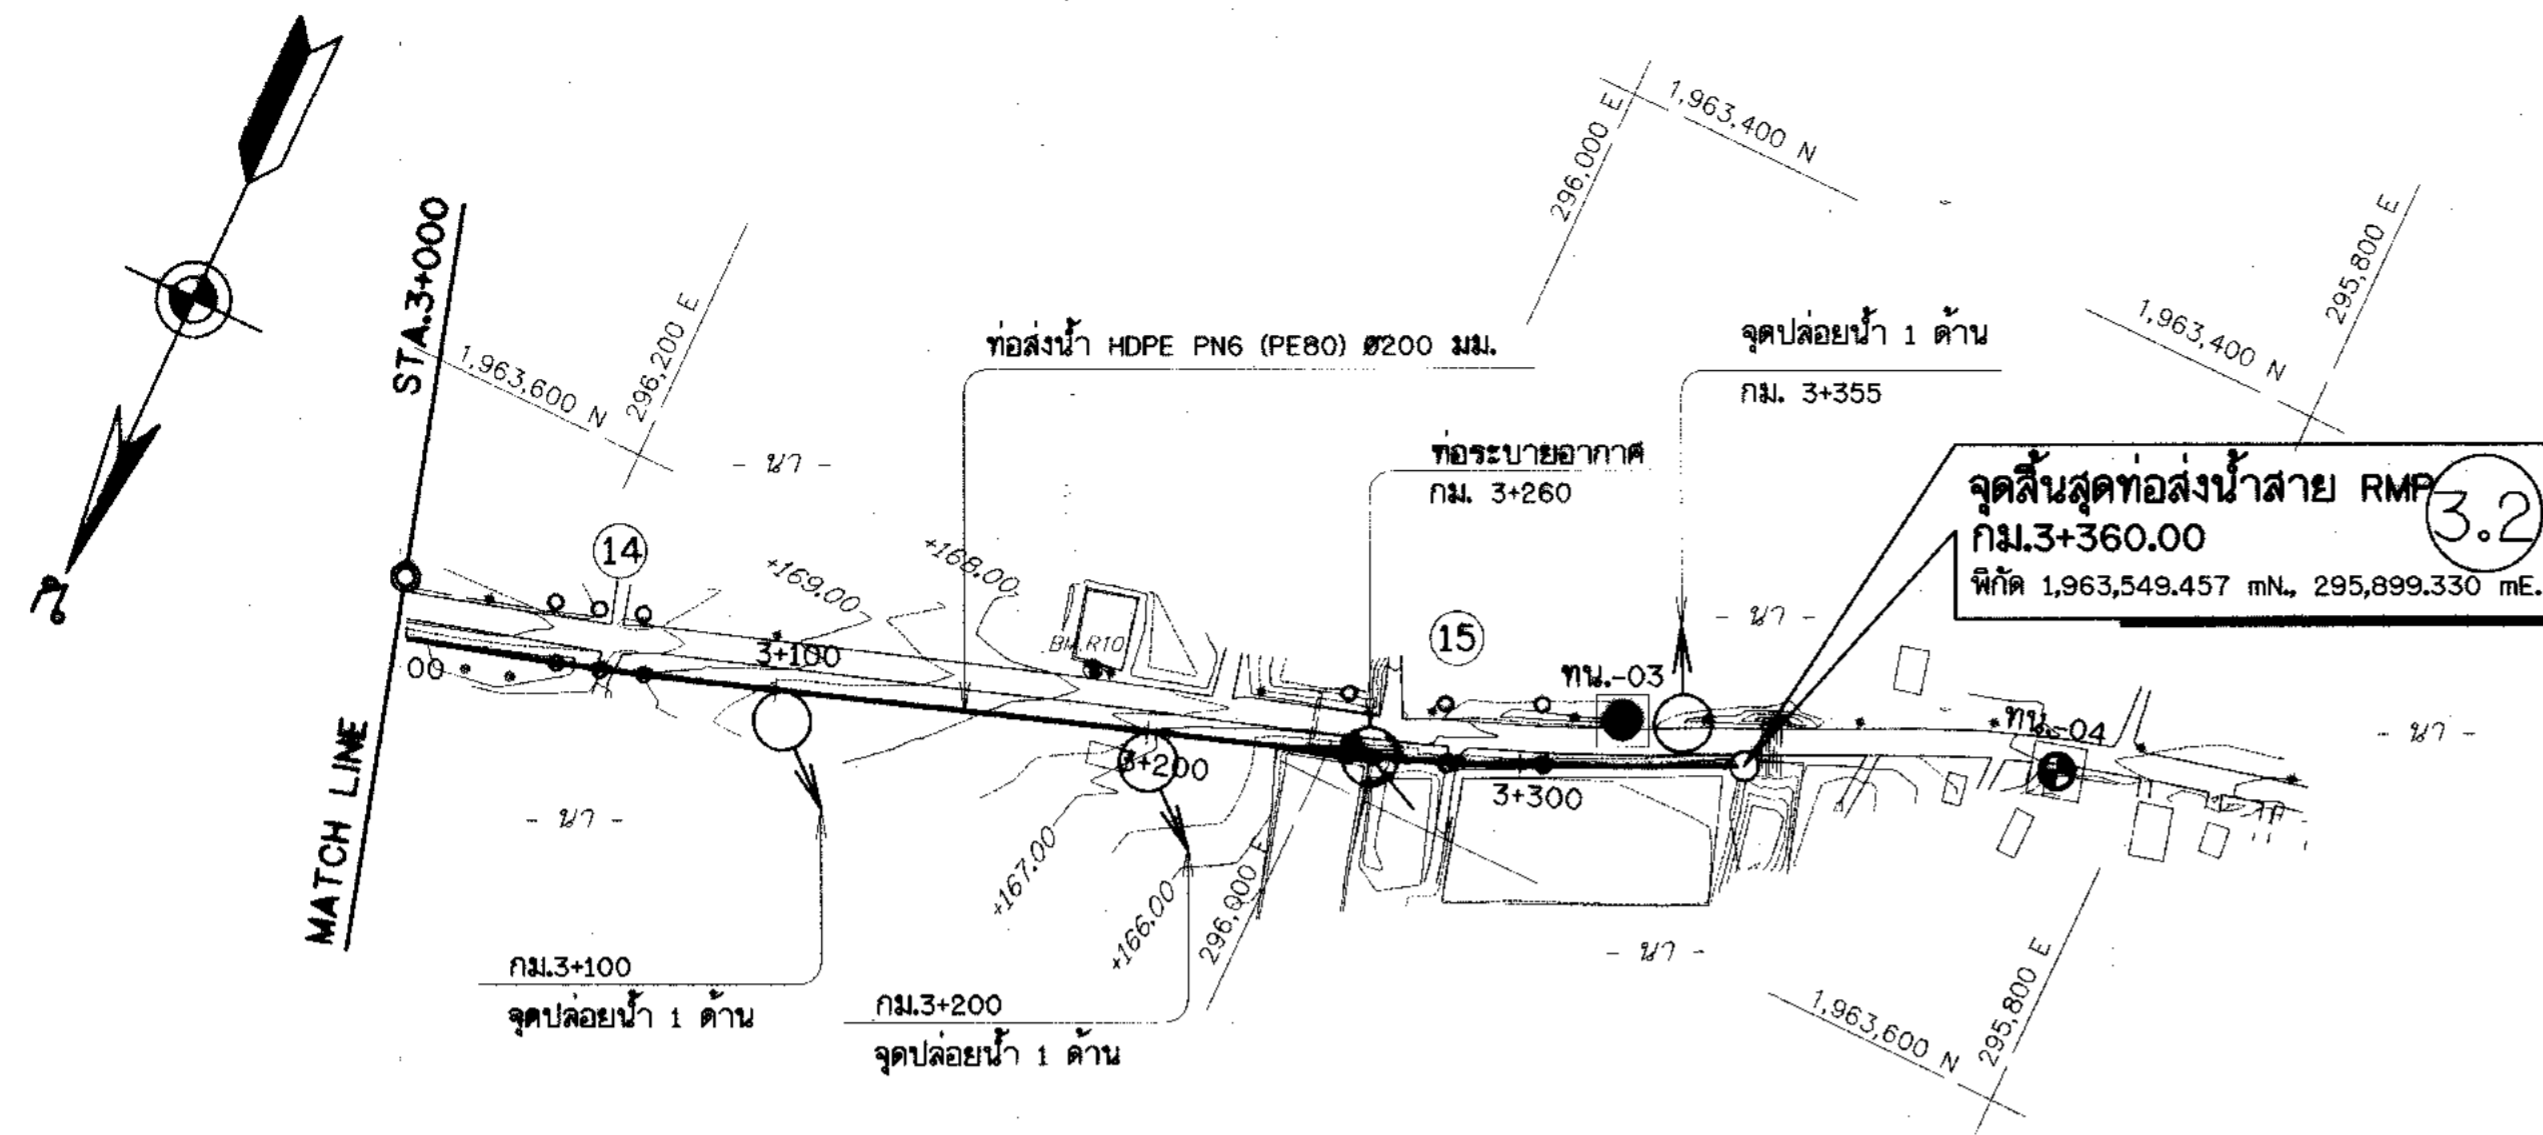 1,963,400 N
296,000 E
295,800 E
1,963,400 N
STA.3+000
1,963,600 N
296,200 E
ท่อส่งน้ำ HDPE PN6 (PE80) Ø200 มม.
จุดปล่อยน้ำ 1 ด้าน
กม. 3+355
ท่อระบายอากาศ
กม. 3+260
จุดสิ้นสุดท่อส่งน้ำสาย RMP 3.2
กม.3+360.00
พิกัด 1,963,549.457 mN., 295,899.330 mE.
- นา -
14
+169.00
+168.00
น
BM.R10
15
- นา -
3+100
00
ทน.-03
ทน.-04
- นา -
3+200
3+300
MATCH LINE
- นา -
+167.00
+166.00
296,000 E
- นา -
กม.3+100
จุดปล่อยน้ำ 1 ด้าน
กม.3+200
จุดปล่อยน้ำ 1 ด้าน
1,963,600 N
295,800 E